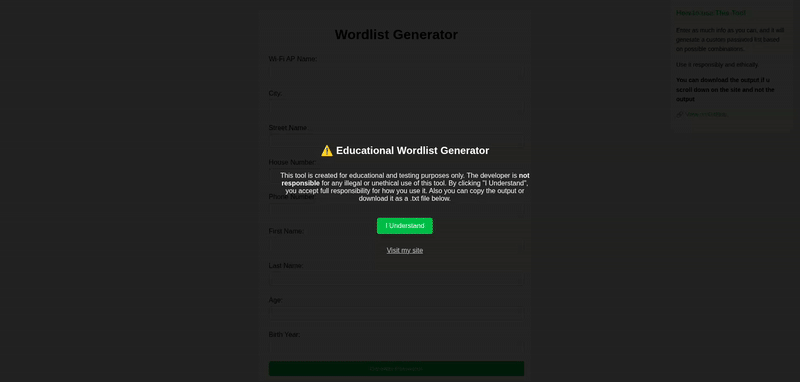 Wordlist Generator
Wi-Fi AP Name:
City:
Street Name:
House Number:
Phone Number:
First Name:
Last Name:
Age:
Birth Year:
⚠️ Educational Wordlist Generator
This tool is created for educational and testing purposes only. The developer is not
responsible for any illegal or unethical use of this tool. By clicking "I Understand",
you accept full responsibility for how you use it. Also you can copy the output or
download it as a .txt file below.
I Understand
Visit my site
How to use This Tool
Enter as much info as you can, and it will
generate a custom password list based
on possible combinations.
Use it responsibly and ethically.
You can download the output if u
scroll down on the site and not the
output